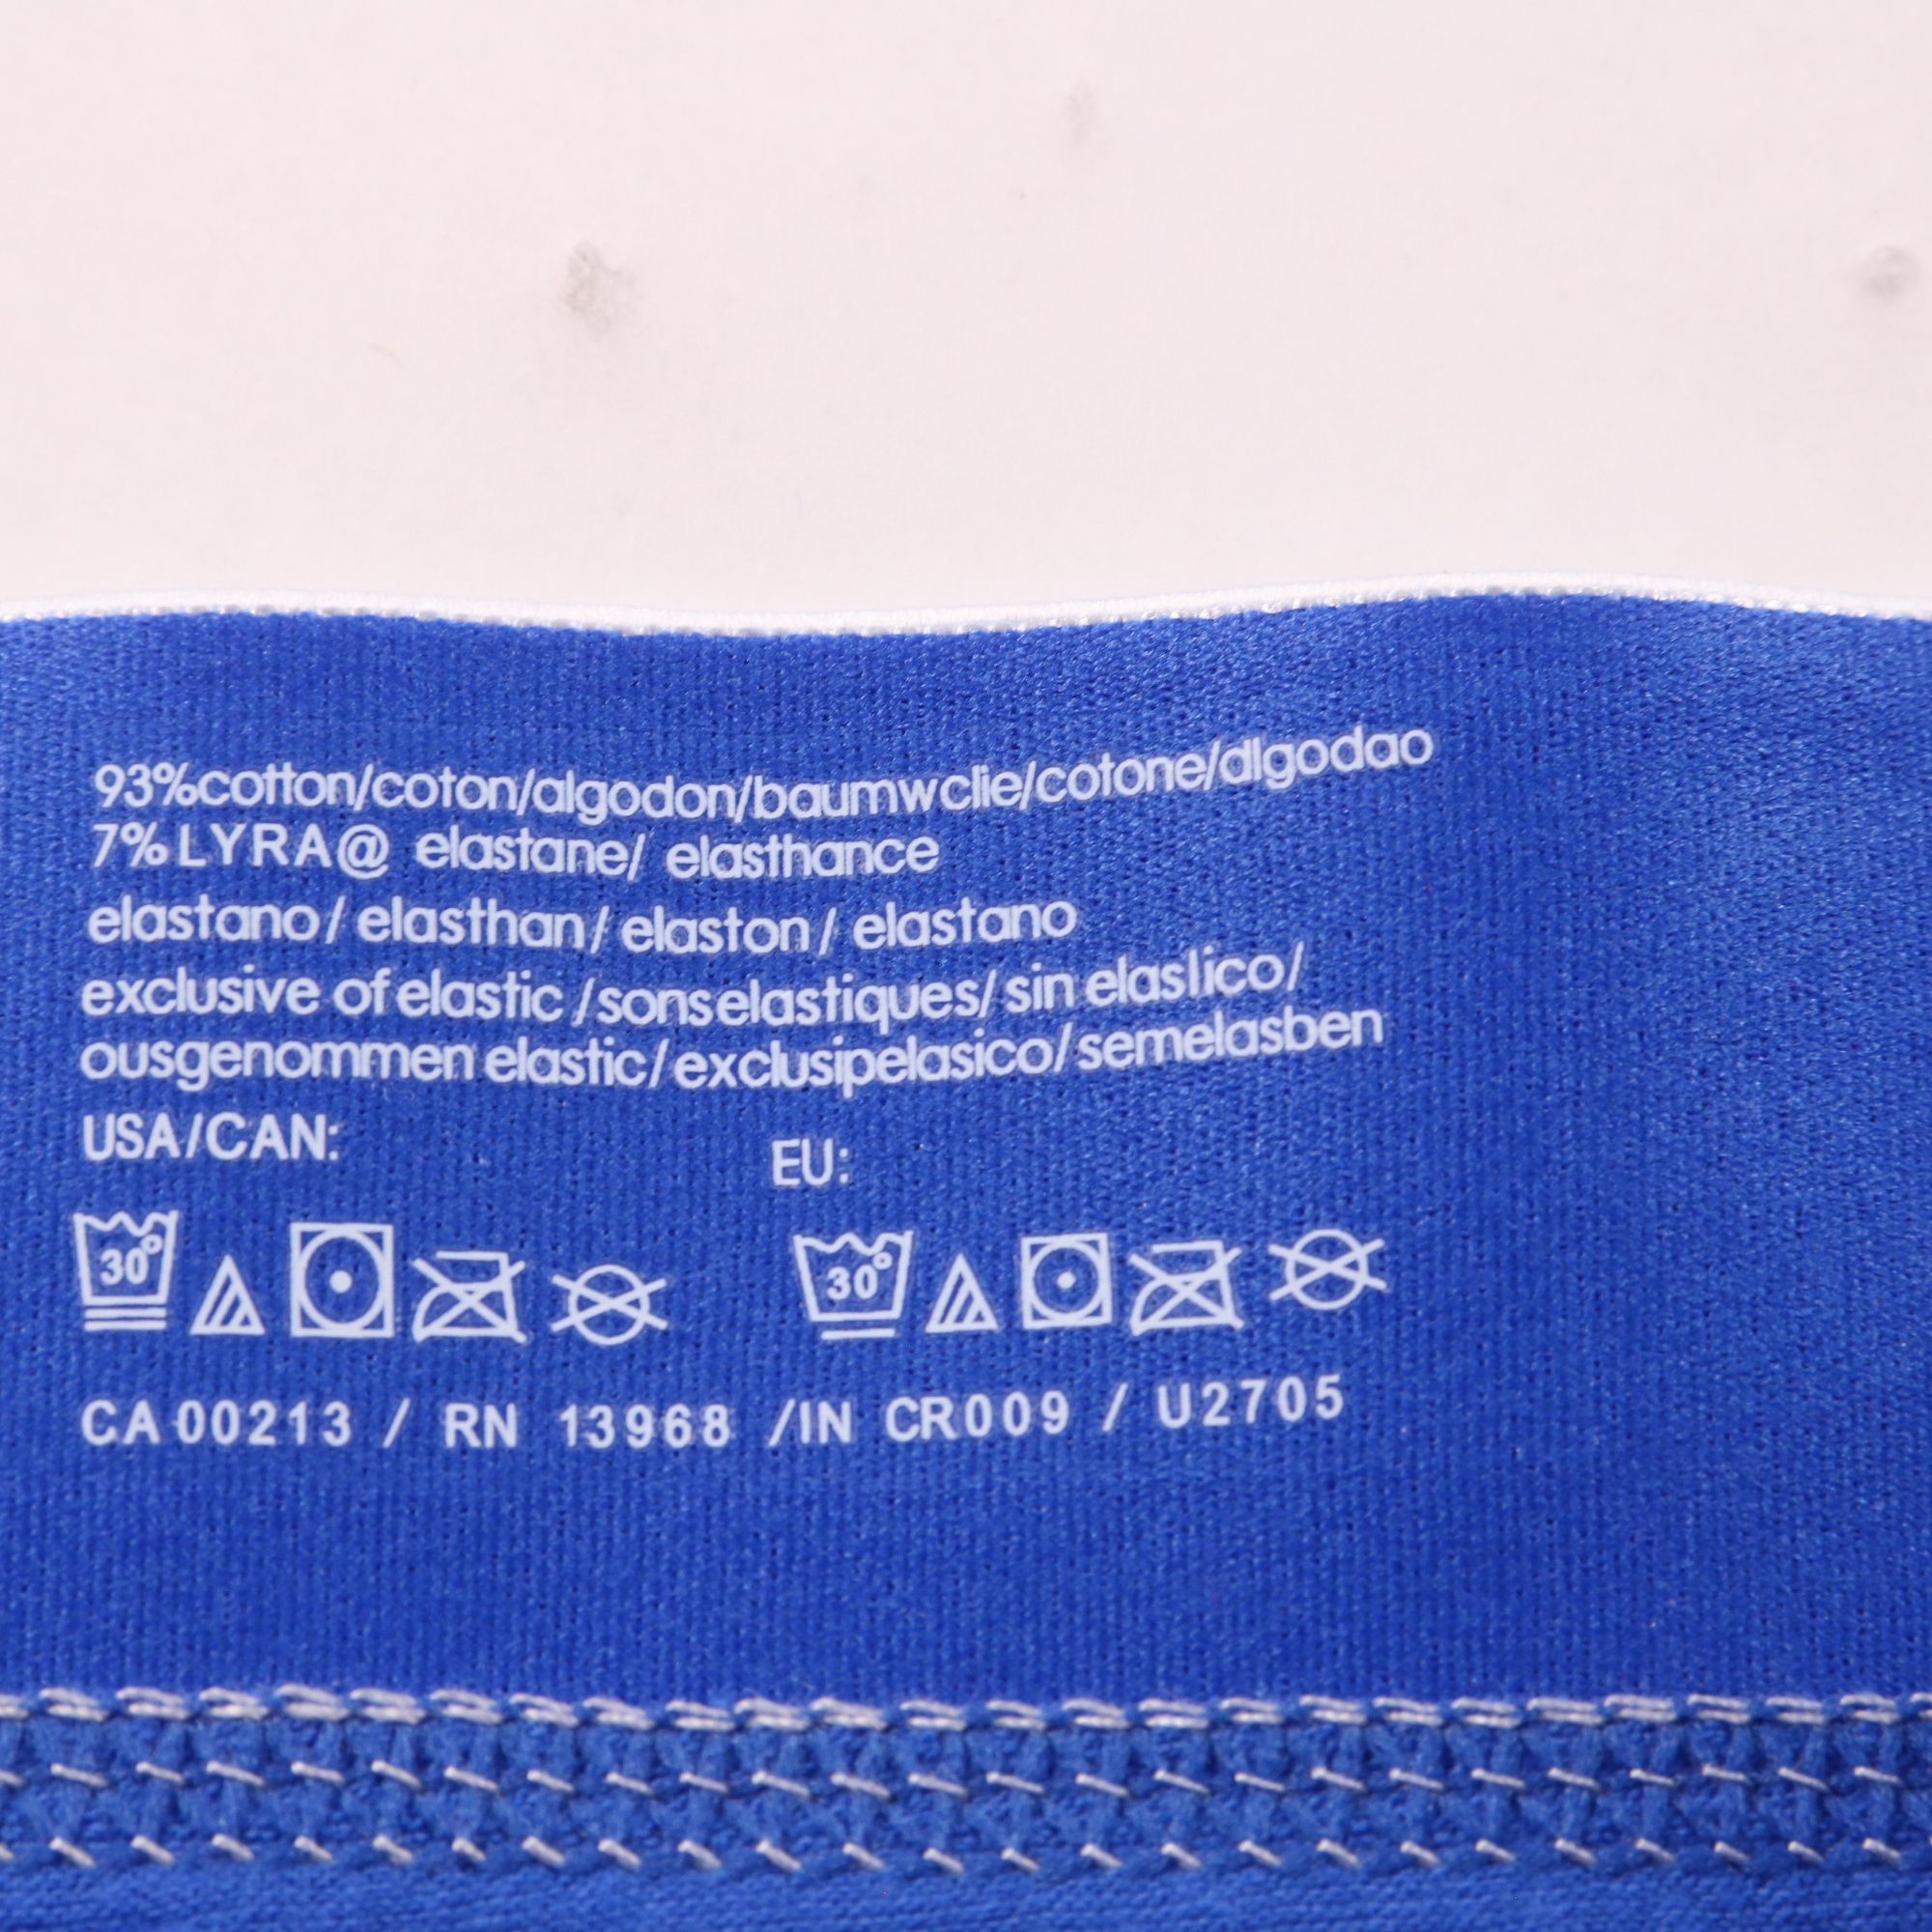 93%cotton/coton/algodon/baumwclie/cotone/dlgodao
7%LYRA@ elastane/ elasthance
elastano/ elasthan/ elaston/ elastano
exclusive of elastic /sonselastiques/ sin elaslico/
ousgenommen elastic/exclusipelasico/semelasben
USA/CAN:
EU:
30°
30°
CA 00213 / RN 13968 /IN CR009 / U2705